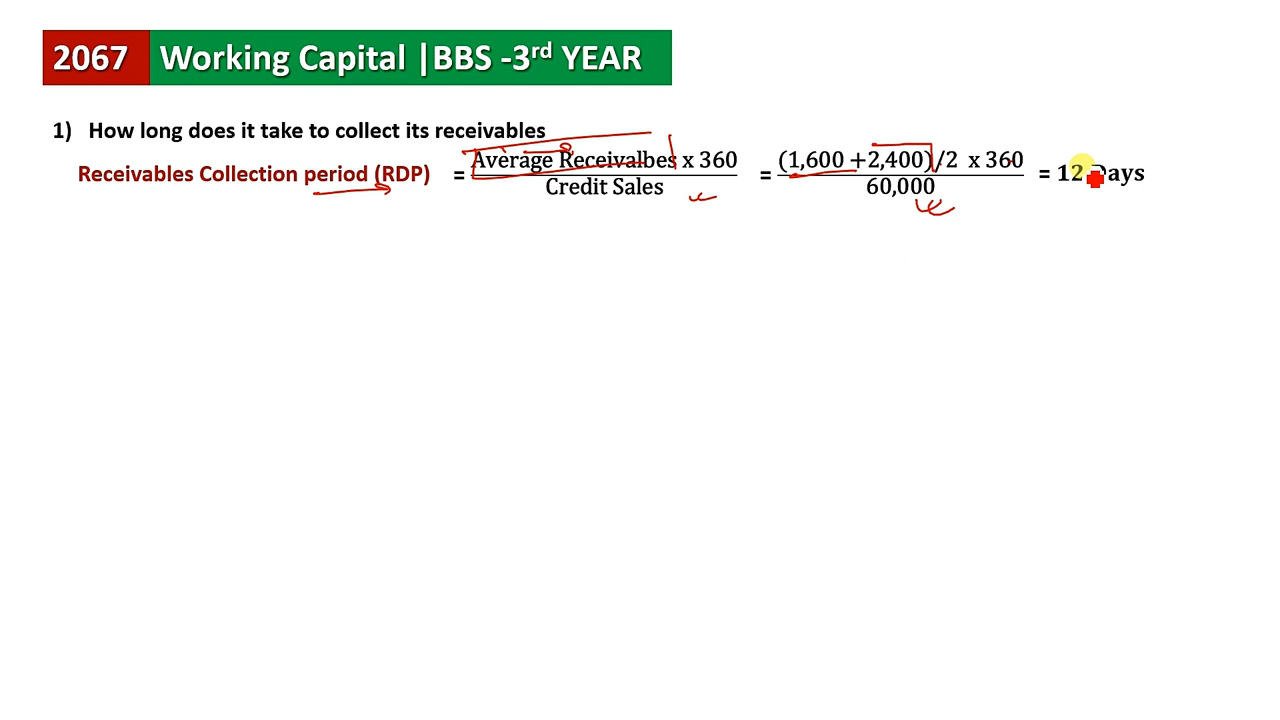 2067 Working Capital |BBS -3rd YEAR
1) How long does it take to collect its receivables
Receivables Collection period (RDP) = Average Receivalbes x 360 / Credit Sales = (1,600 +2,400)/2 x 360 / 60,000 = 12 Days